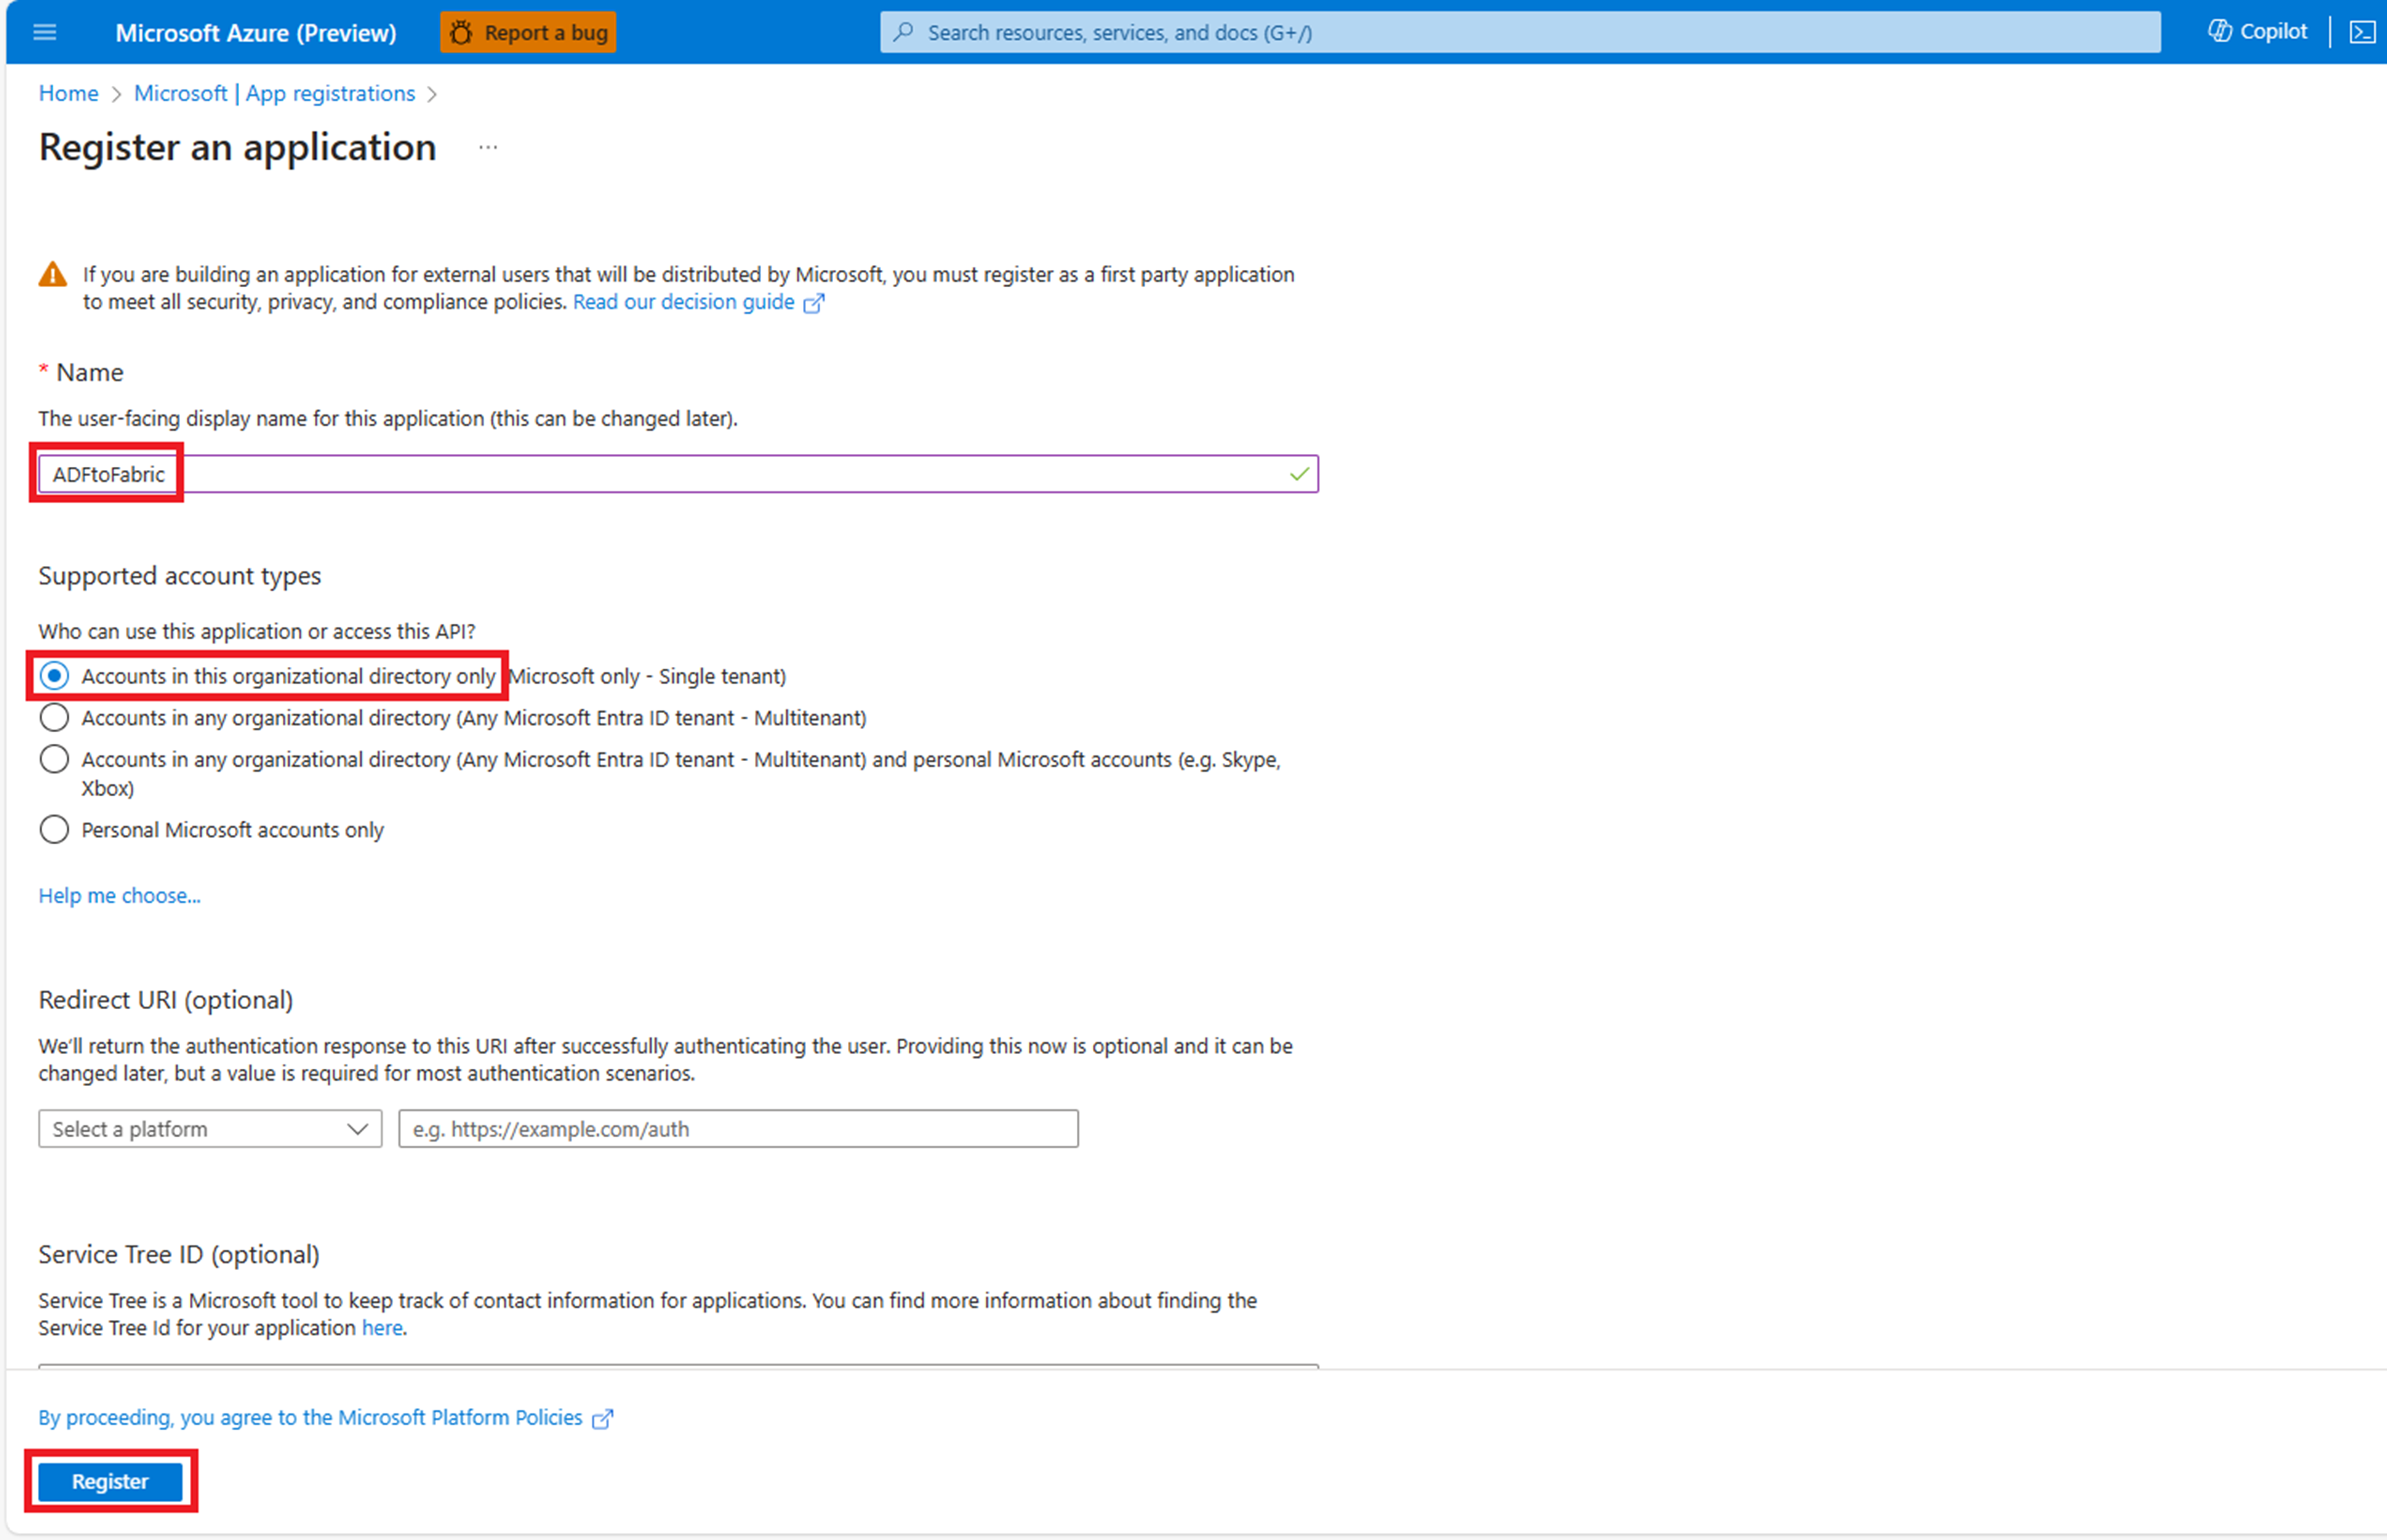 Microsoft Azure (Preview)
Report a bug
Search resources, services, and docs (G+/)
Copilot
Home > Microsoft | App registrations >
Register an application ...
If you are building an application for external users that will be distributed by Microsoft, you must register as a first party application
to meet all security, privacy, and compliance policies. Read our decision guide
* Name
The user-facing display name for this application (this can be changed later).
ADFtoFabric
Supported account types
Who can use this application or access this API?
Accounts in this organizational directory only Microsoft only - Single tenant)
Accounts in any organizational directory (Any Microsoft Entra ID tenant - Multitenant)
Accounts in any organizational directory (Any Microsoft Entra ID tenant - Multitenant) and personal Microsoft accounts (e.g. Skype,
Xbox)
Personal Microsoft accounts only
Help me choose...
Redirect URI (optional)
We'll return the authentication response to this URI after successfully authenticating the user. Providing this now is optional and it can be
changed later, but a value is required for most authentication scenarios.
Select a platform
e.g. https://example.com/auth
Service Tree ID (optional)
Service Tree is a Microsoft tool to keep track of contact information for applications. You can find more information about finding the
Service Tree Id for your application here.
By proceeding, you agree to the Microsoft Platform Policies
Register